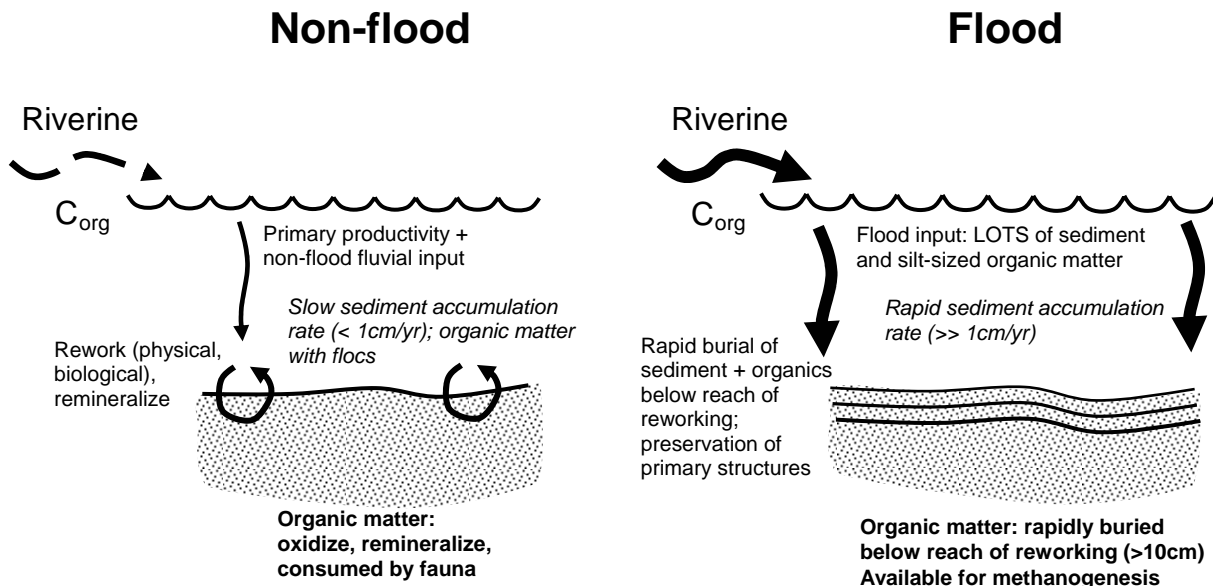 Non-flood
Riverine
C_org
Primary productivity +
non-flood fluvial input
Slow sediment accumulation
rate (< 1cm/yr); organic matter
with flocs
Rework (physical,
biological),
remineralize
Organic matter:
oxidize, remineralize,
consumed by fauna
Flood
Riverine
C_org
Flood input: LOTS of sediment
and silt-sized organic matter
Rapid sediment accumulation
rate (>> 1cm/yr)
Rapid burial of
sediment + organics
below reach of
reworking;
preservation of
primary structures
Organic matter: rapidly buried
below reach of reworking (>10cm)
Available for methanogenesis